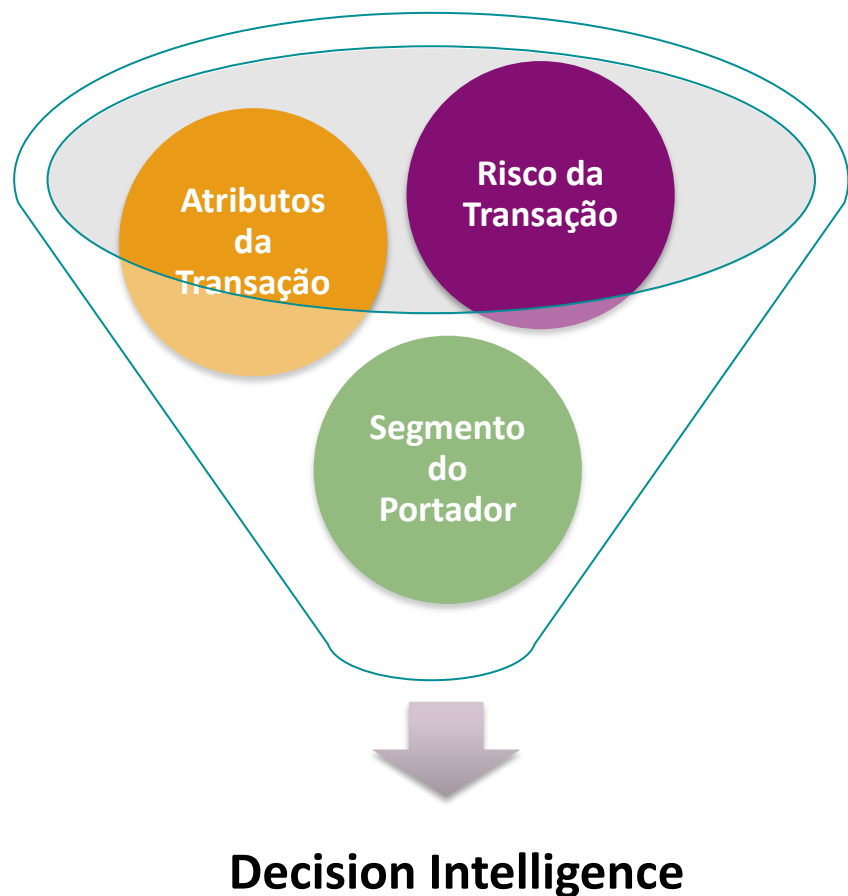 Atributos
da
Transação
Risco da
Transação
Segmento
do
Portador
Decision Intelligence